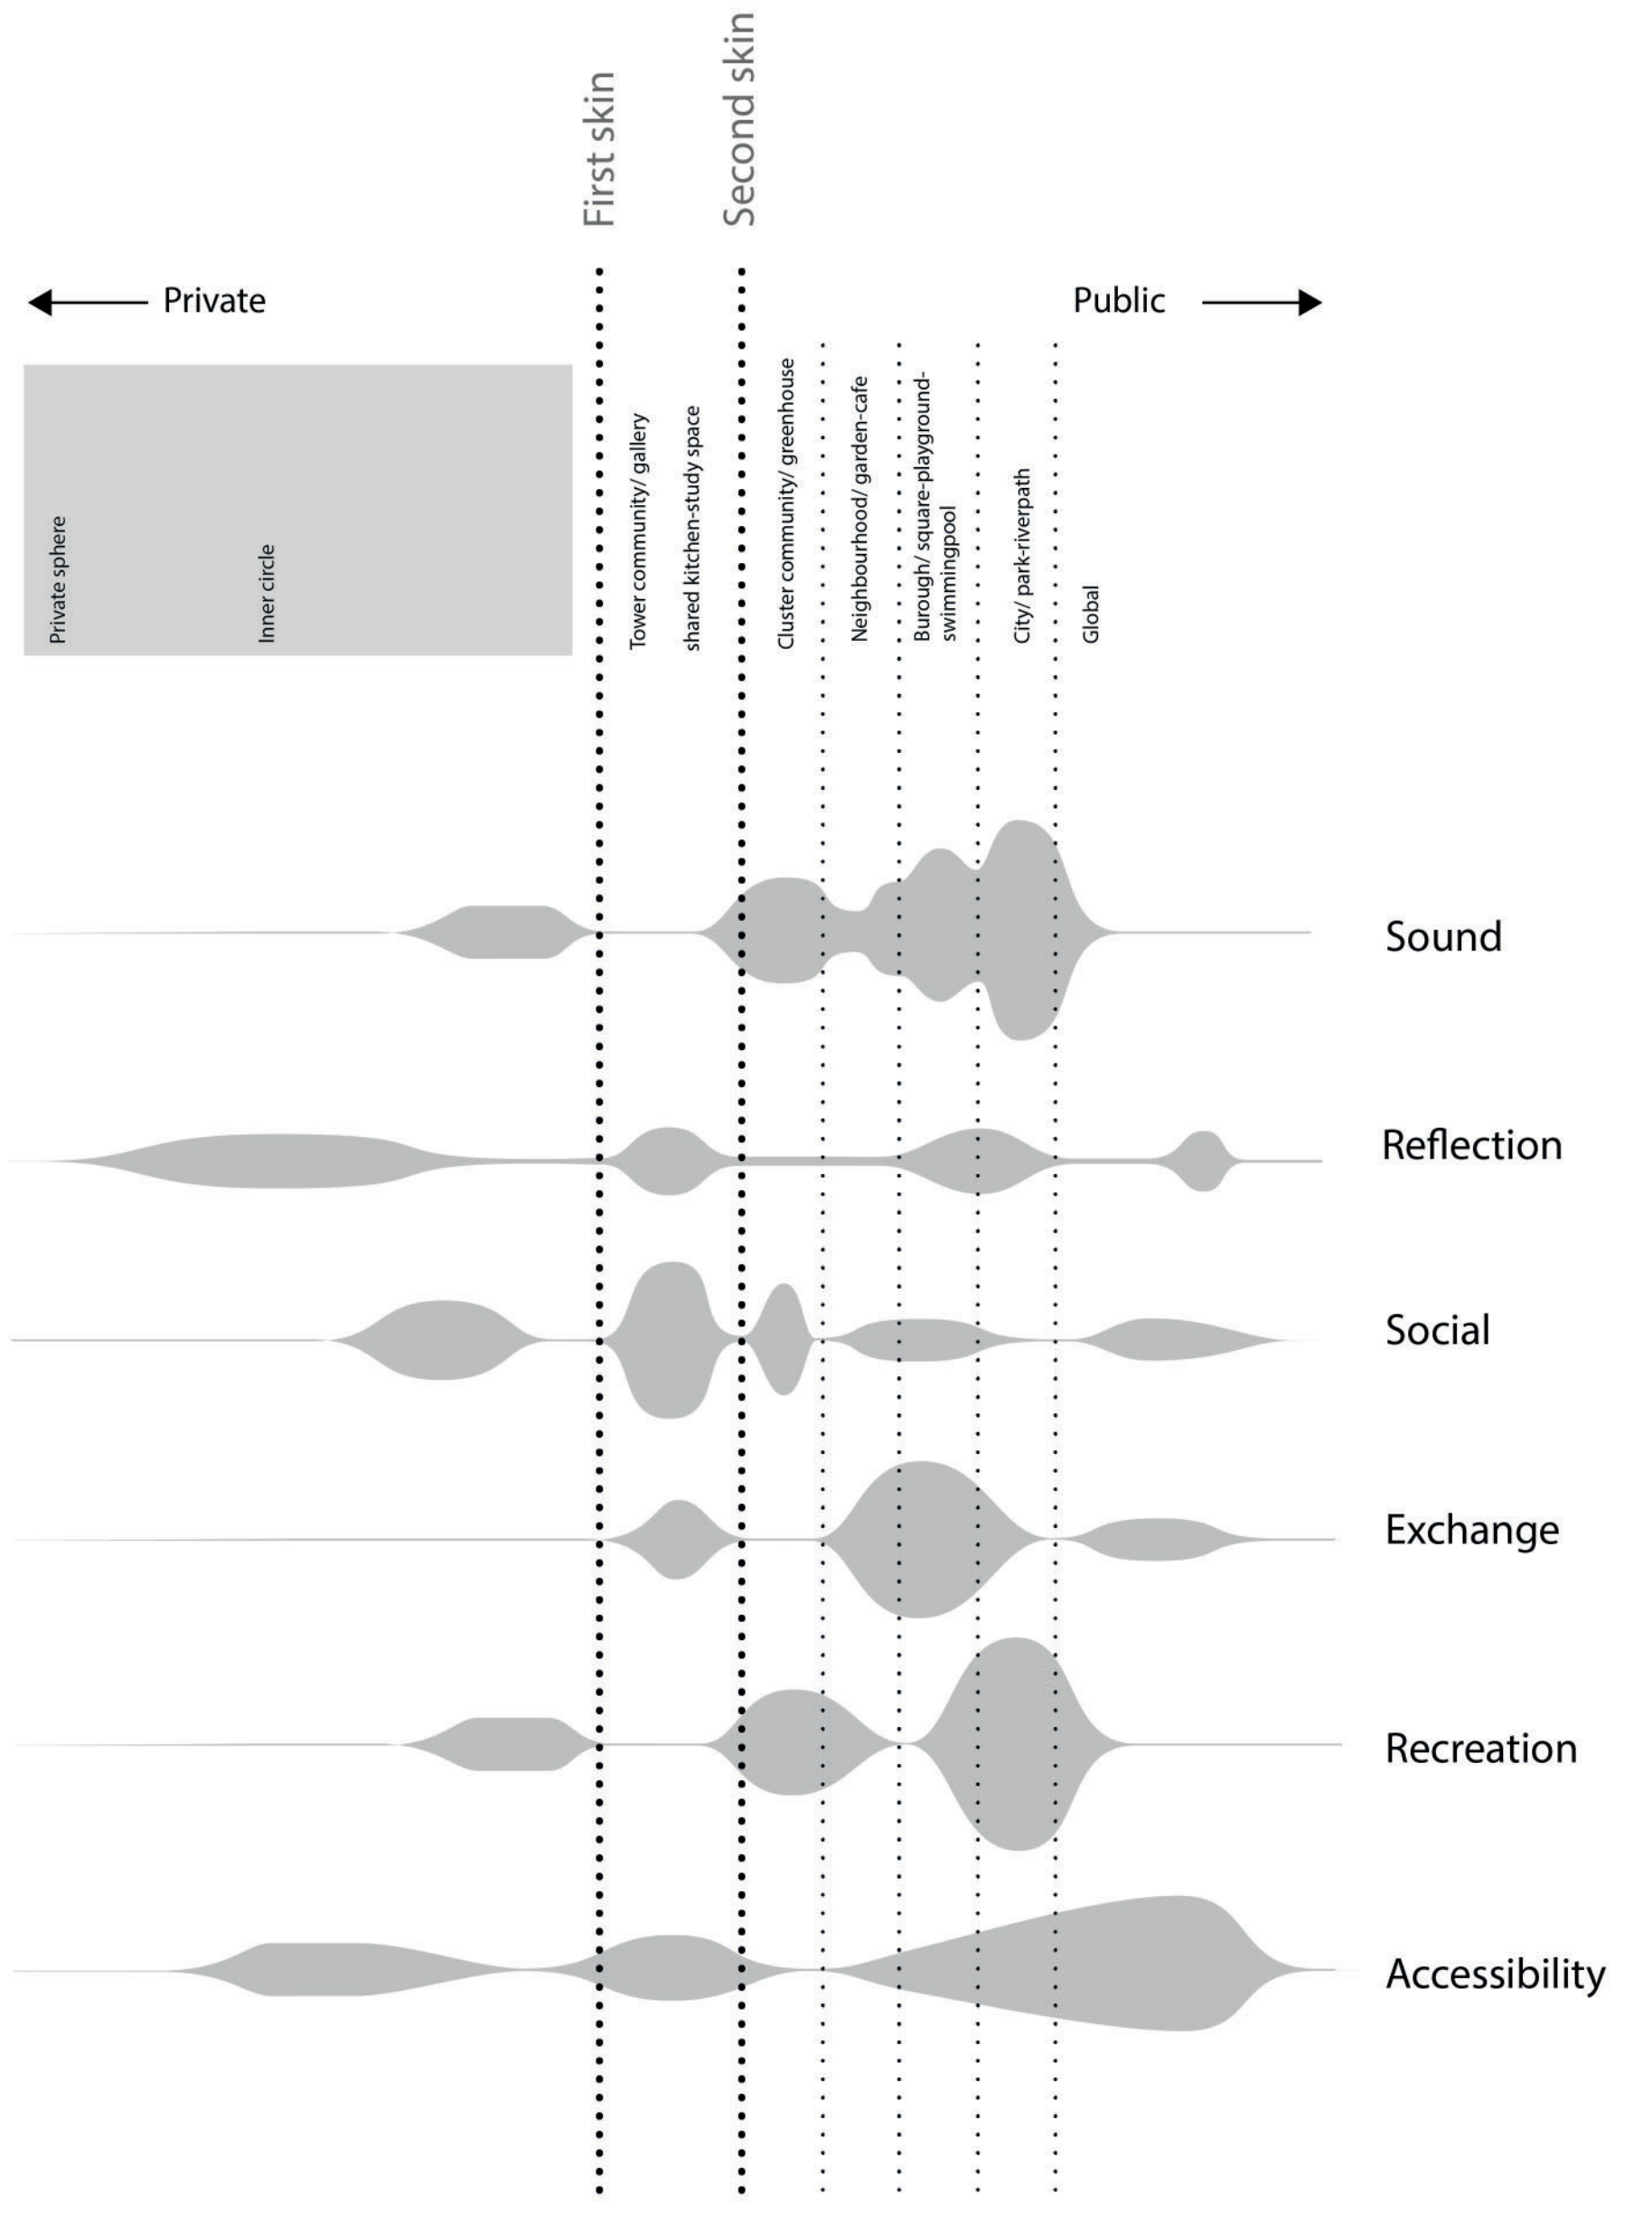 First skin
Second skin
Private
Public
Private sphere
Inner circle
Tower community/ gallery
shared kitchen-study space
Cluster community/ greenhouse
Neighbourhood/ garden-cafe
Burough/ square-playground-
swimmingpool
City/ park-riverpath
Global
Sound
Reflection
Social
Exchange
Recreation
Accessibility